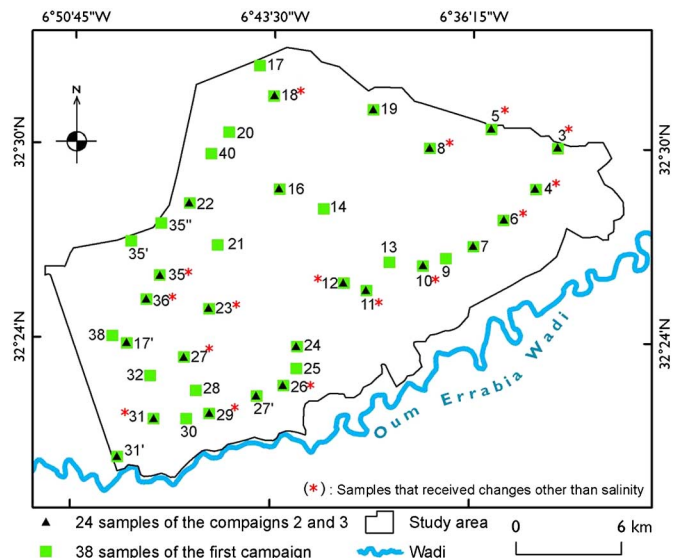 6°50'45"W 6°43'30"W 6°36'15"W
N
32°30'N
32°30'N
32°24'N
32°24'N
17
18*
19
5*
3*
20
40
8*
16
4*
22
14
6*
35"
35'
21
7
13
9
35*
*12
10*
36*
11*
23*
38
17'
24
27*
25
32
28
26*
27'
*31
30
29*
31'
Oum Errabia Wadi
(*) : Samples that received changes other than salinity
24 samples of the compaigns 2 and 3
Study area
0 6 km
38 samples of the first campaign
Wadi